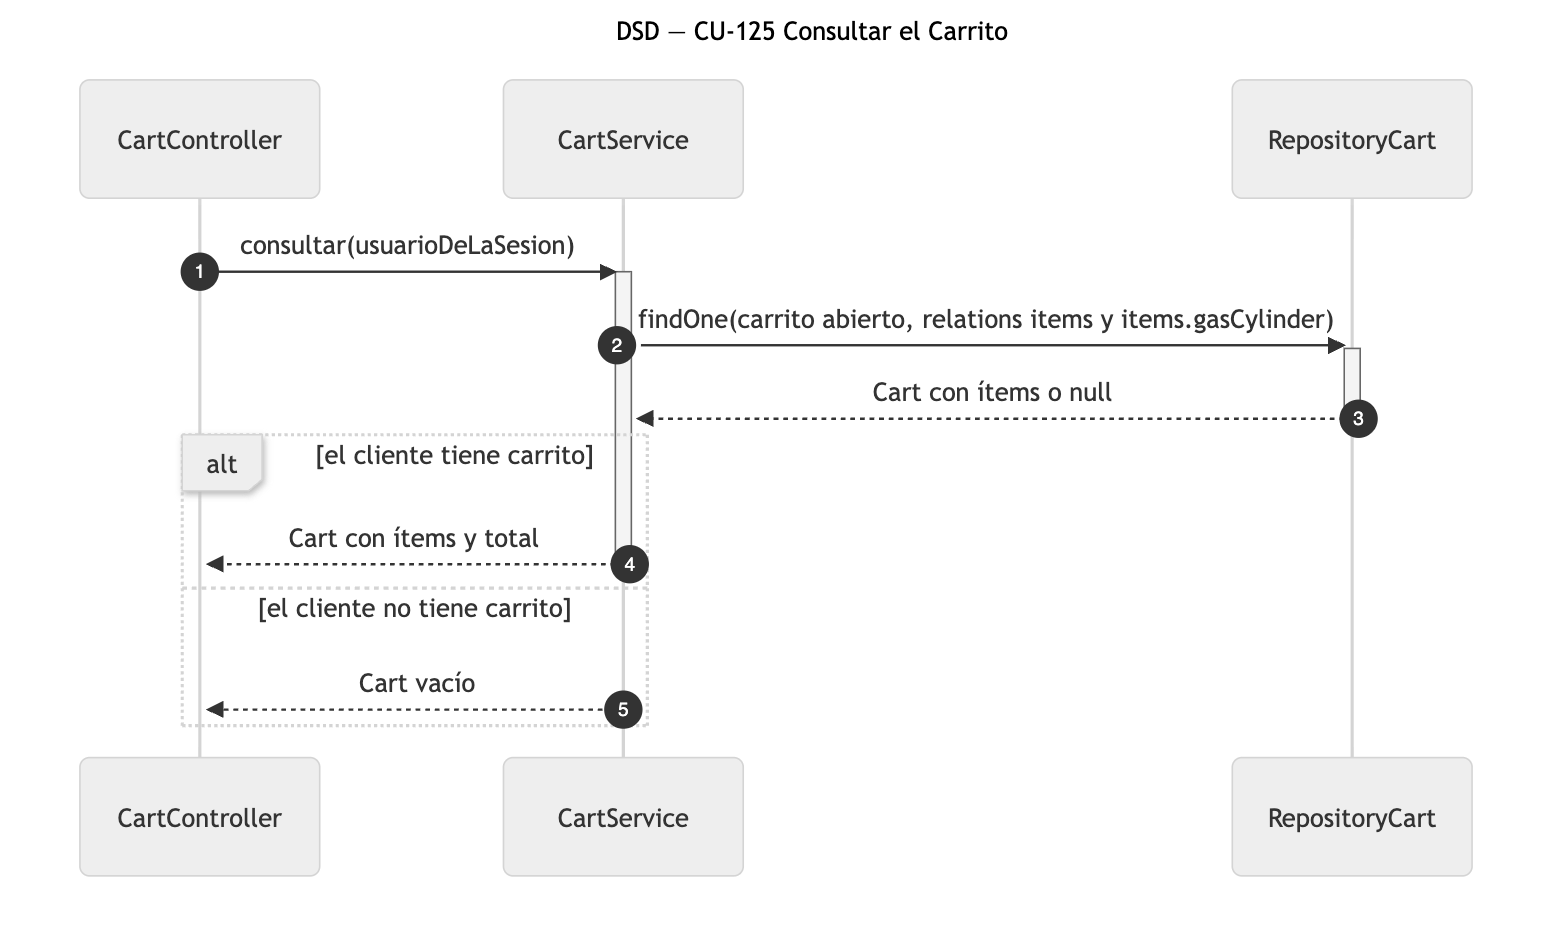 DSD — CU-125 Consultar el Carrito
CartController
CartService
RepositoryCart
consultar(usuarioDeLaSesion)
1
findOne(carrito abierto, relations items y items.gasCylinder)
2
Cart con ítems o null
3
alt
[el cliente tiene carrito]
Cart con ítems y total
4
[el cliente no tiene carrito]
Cart vacío
5
CartController
CartService
RepositoryCart